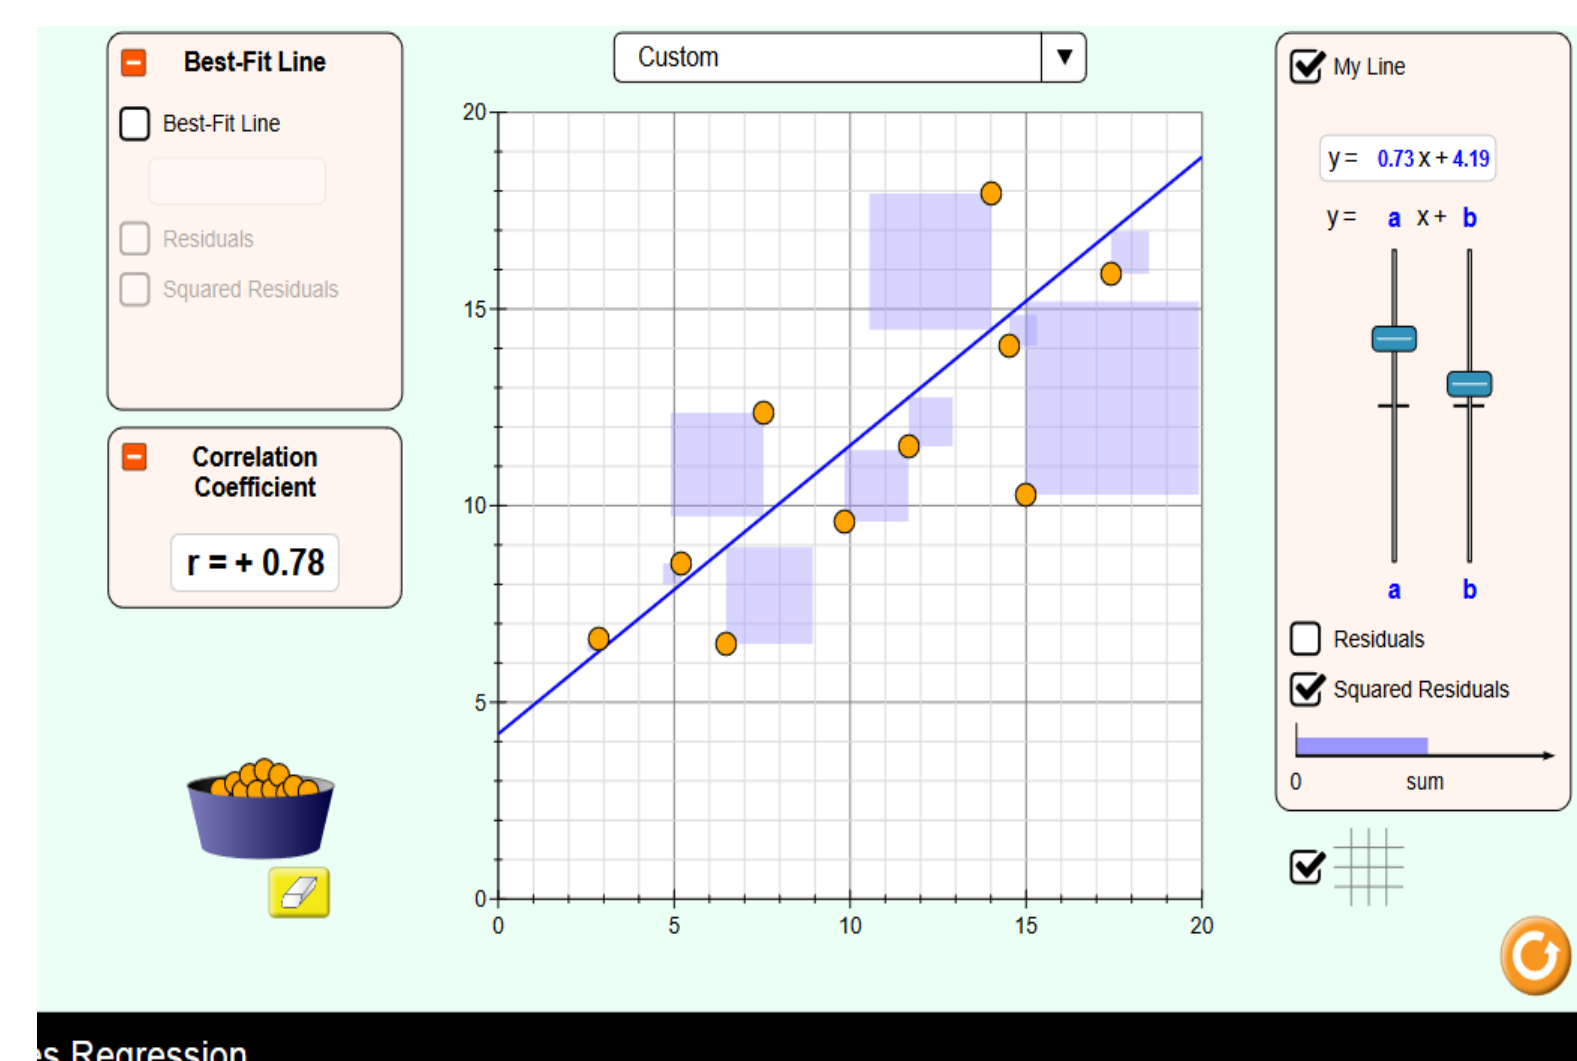 Best-Fit Line
Best-Fit Line
Residuals
Squared Residuals
Correlation
Coefficient
r = + 0.78
Custom ▼
20
15
10
5
0
0 5 10 15 20
My Line
y = 0.73 x + 4.19
y = a x + b
a b
Residuals
Squared Residuals
0 sum
es Regression